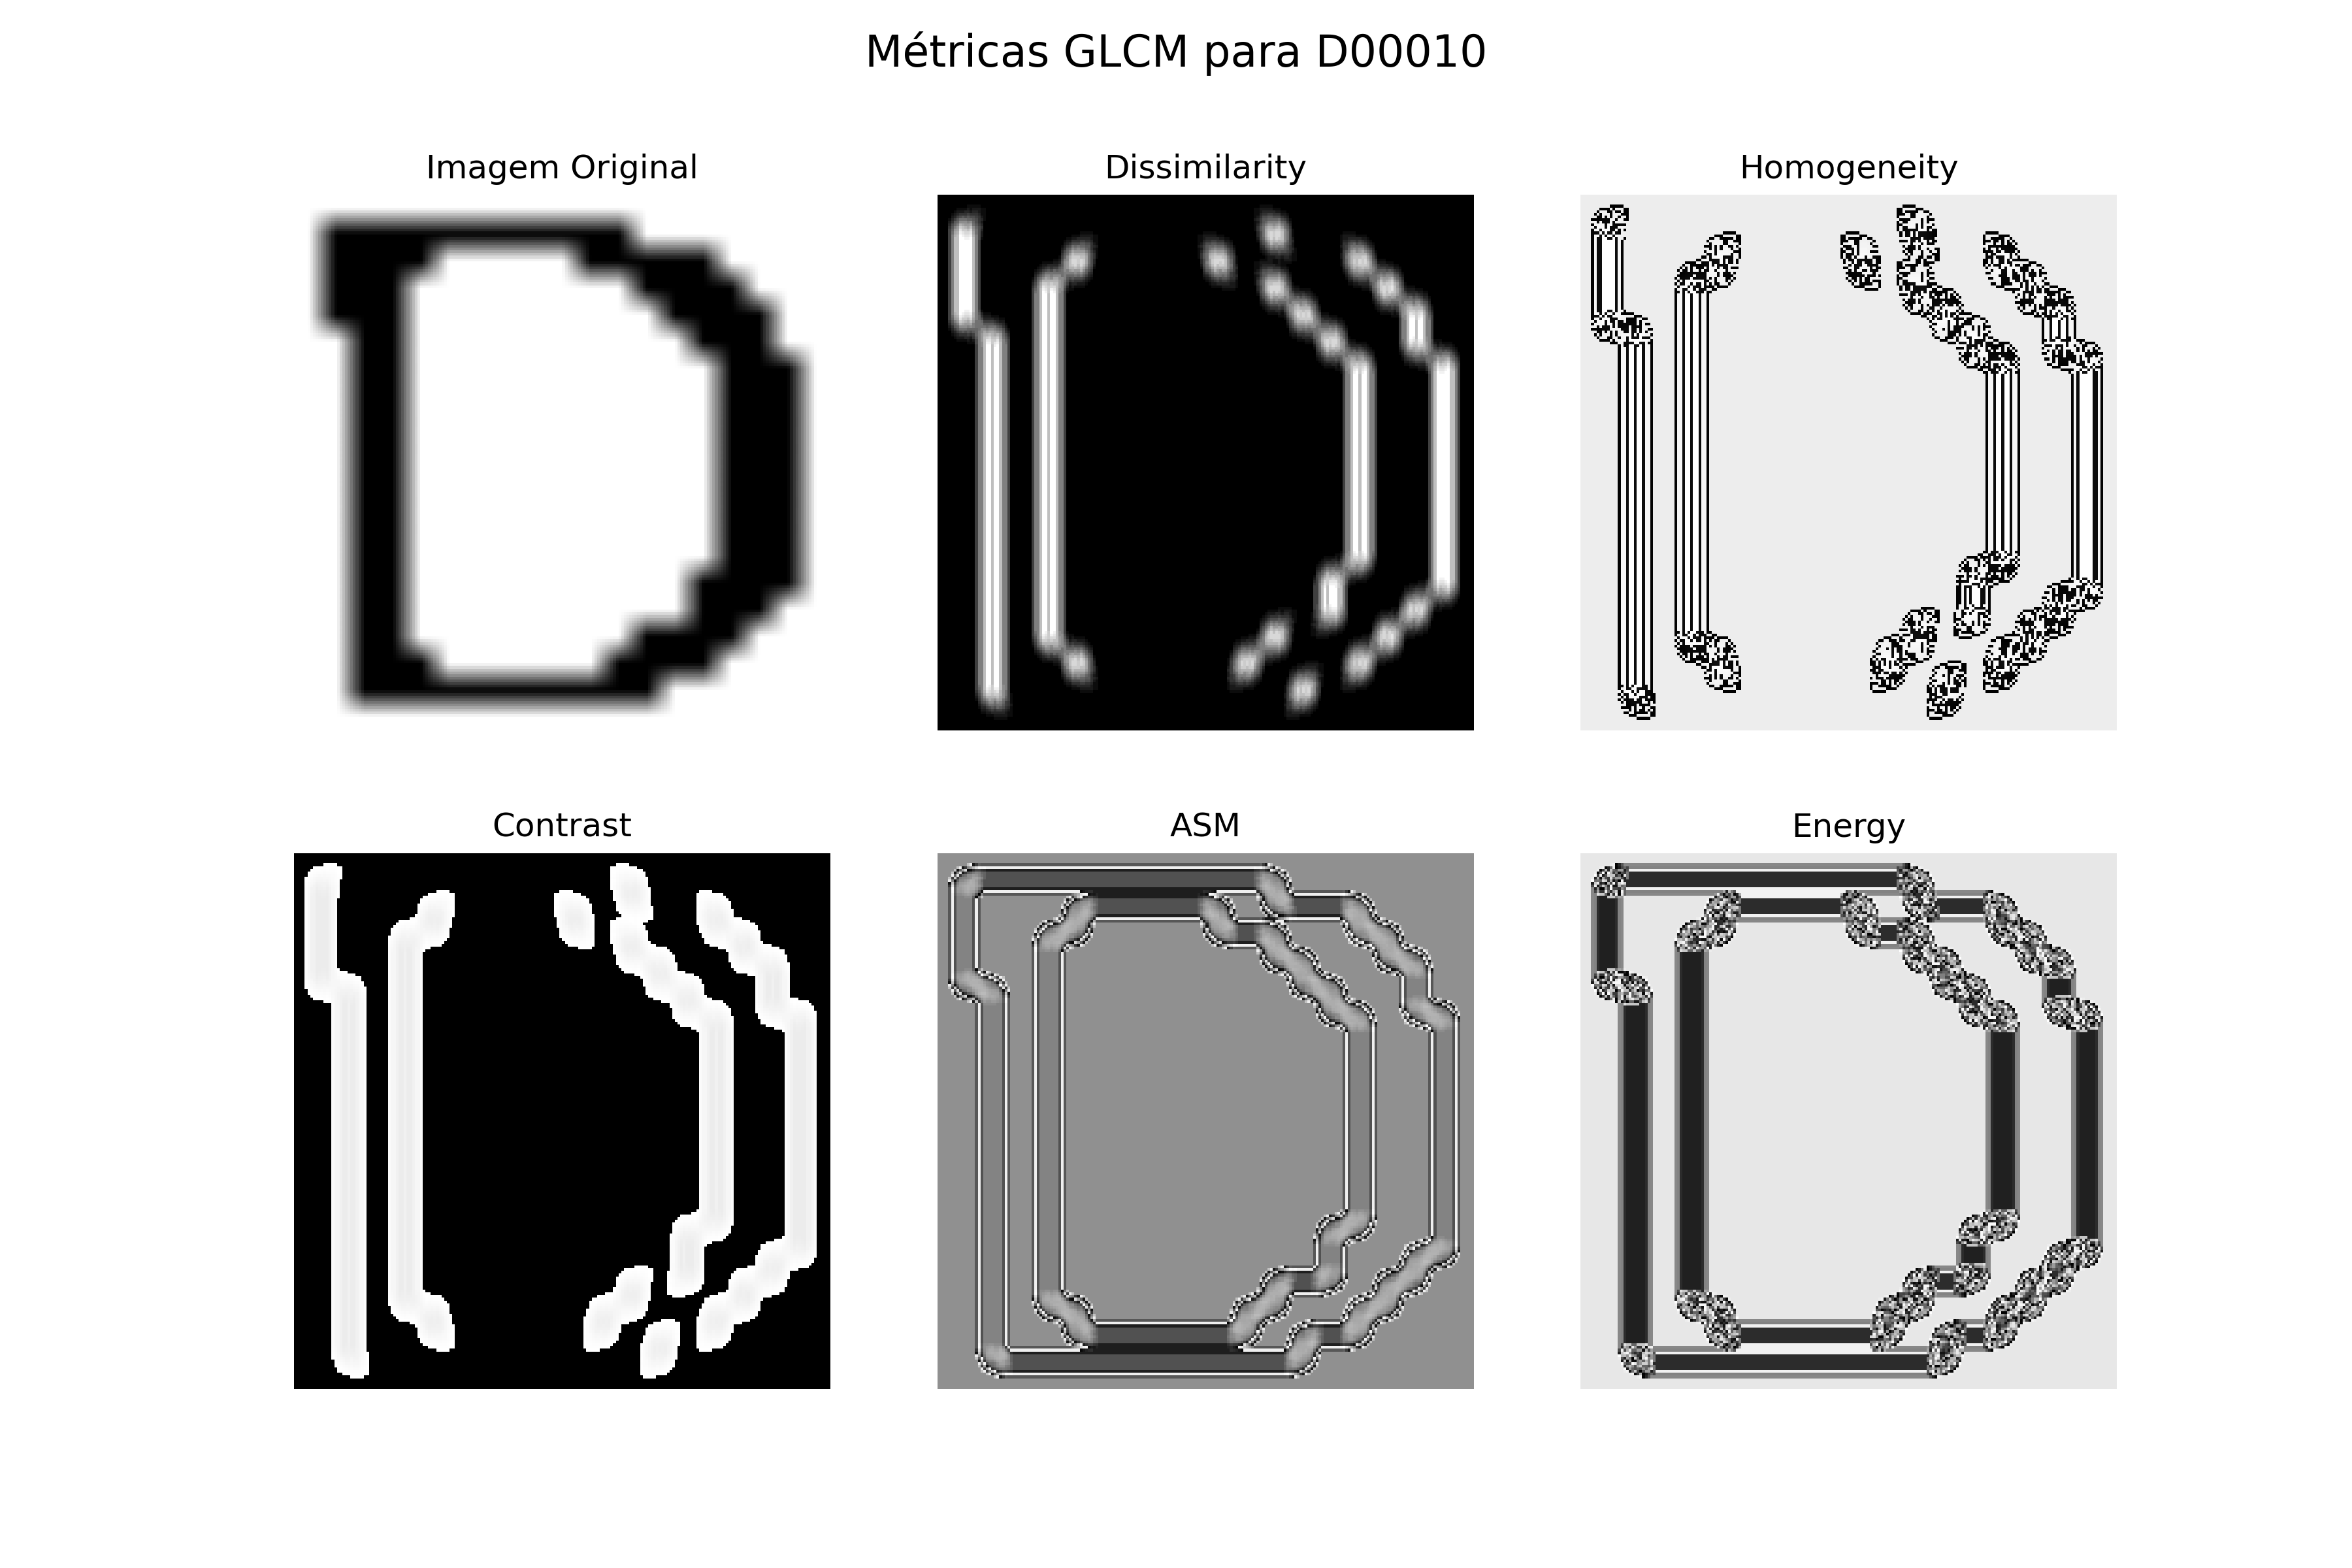 Métricas GLCM para D00010
Imagem Original
Dissimilarity
Homogeneity
D
Contrast
ASM
Energy